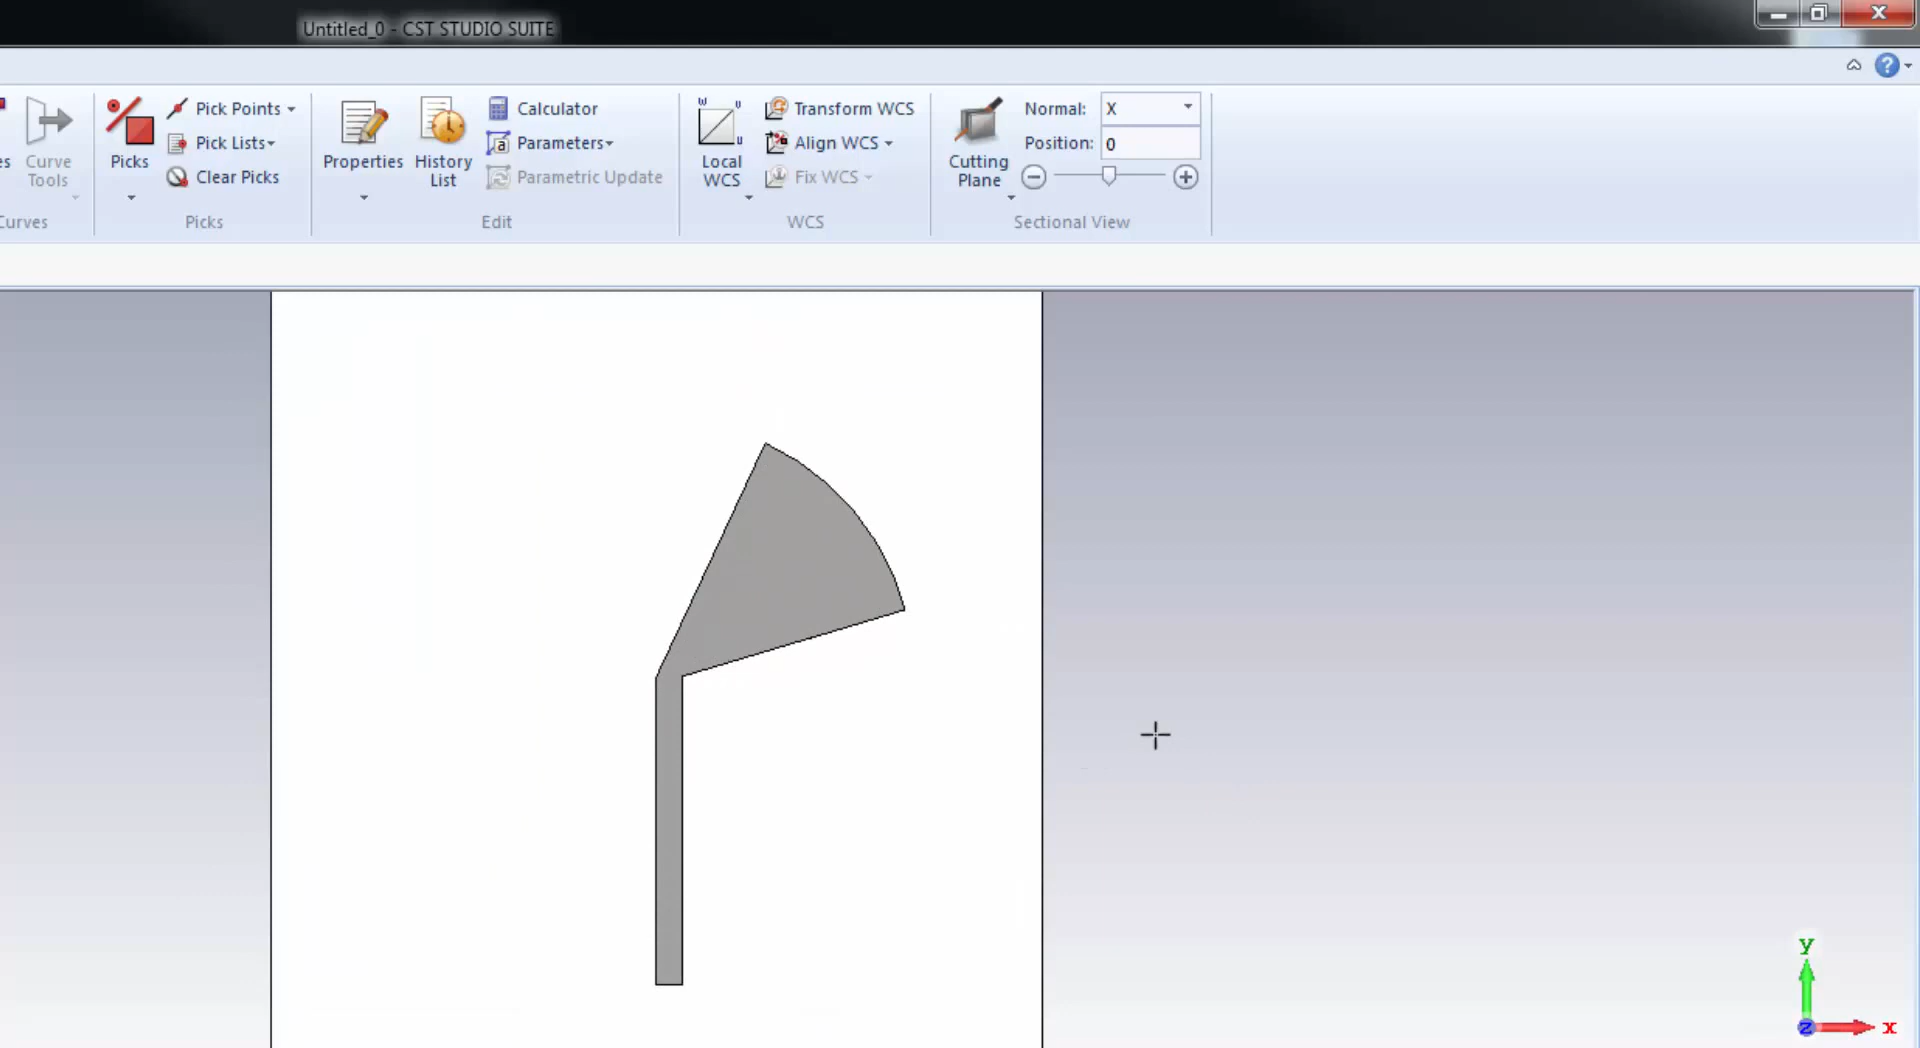 Untitled_0 - CST STUDIO SUITE
Curve Tools
Curves
Picks
Pick Points
Pick Lists
Clear Picks
Picks
Properties
History List
Calculator
Parameters
Parametric Update
Edit
Local WCS
Transform WCS
Align WCS
Fix WCS
WCS
Cutting Plane
Normal: X
Position: 0
Sectional View
w
u
u
y
z
x